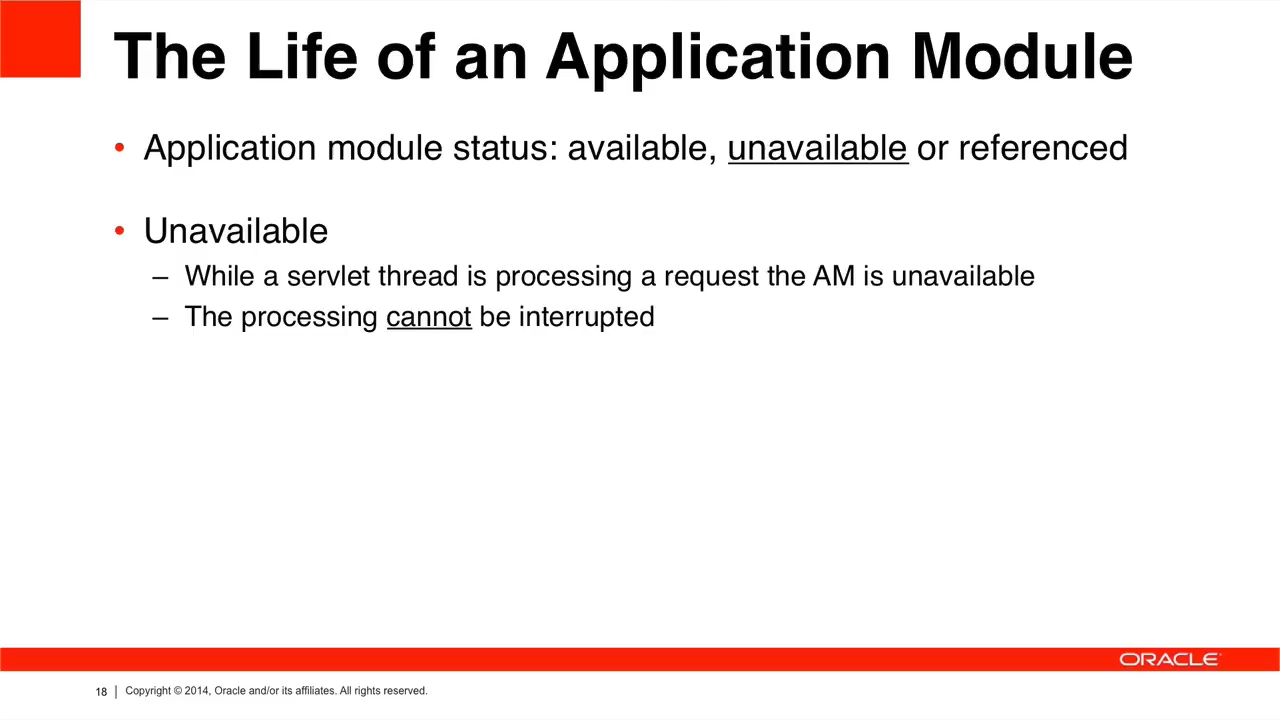 The Life of an Application Module
• Application module status: available, unavailable or referenced
• Unavailable
– While a servlet thread is processing a request the AM is unavailable
– The processing cannot be interrupted
ORACLE
18 | Copyright © 2014, Oracle and/or its affiliates. All rights reserved.